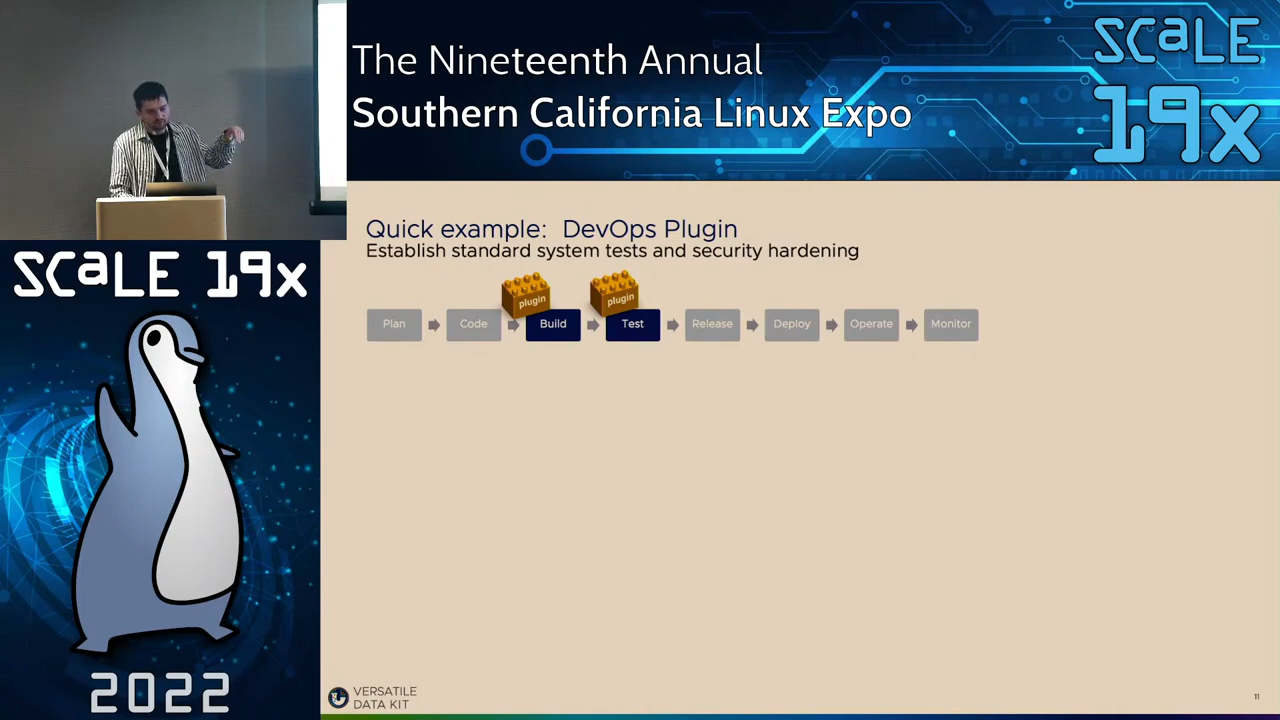 The Nineteenth Annual
Southern California Linux Expo
SCaLE
19x
SCaLE 19x
2022
Quick example: DevOps Plugin
Establish standard system tests and security hardening
plugin
plugin
Plan
Code
Build
Test
Release
Deploy
Operate
Monitor
VERSATILE
DATA KIT
11